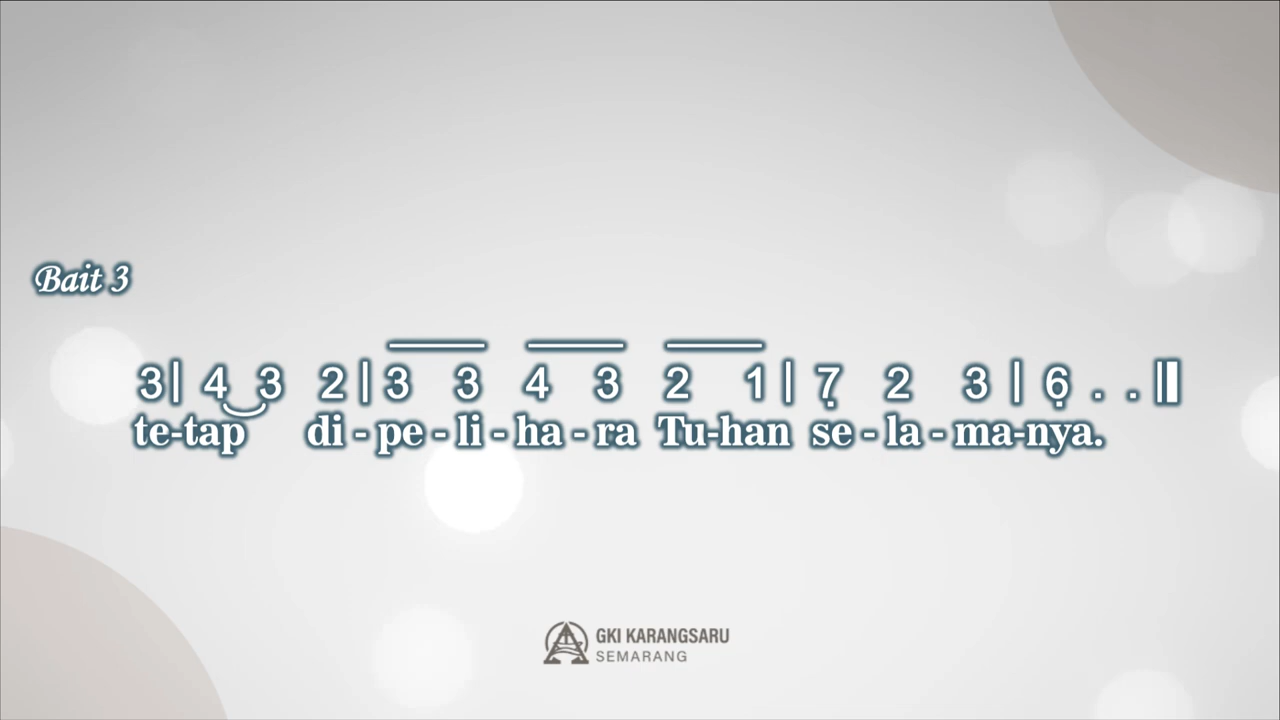 Bait 3
3 | 4 3 2 | 3 3 4 3 2 1 | 7̣ 2 3 | 6̣ . . ||
te-tap di - pe - li - ha - ra Tu-han se - la - ma-nya.
GKI KARANGSARU
SEMARANG